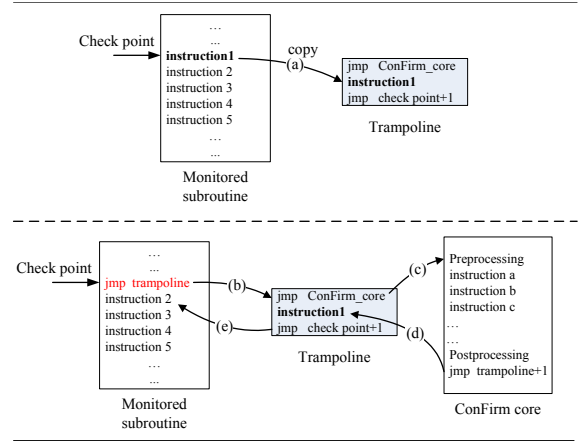 ...
...
Check point
instruction1
instruction 2
instruction 3
instruction 4
instruction 5
...
...
Monitored
subroutine
copy
(a)
jmp ConFirm_core
instruction1
jmp check point+1
Trampoline
...
...
Check point
jmp trampoline
instruction 2
instruction 3
instruction 4
instruction 5
...
...
Monitored
subroutine
(b)
(e)
jmp ConFirm_core
instruction1
jmp check point+1
Trampoline
(c)
(d)
Preprocessing
instruction a
instruction b
instruction c
...
...
Postprocessing
jmp trampoline+1
ConFirm core